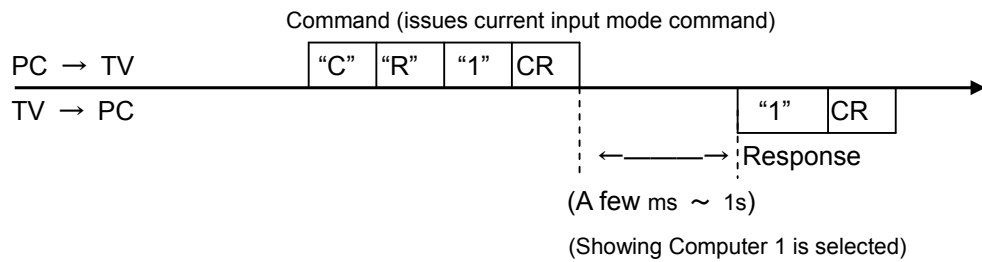 Command (issues current input mode command)
PC → TV “C” “R” “1” CR
TV → PC “1” CR
←———→ Response
(A few ms ～ 1s)
(Showing Computer 1 is selected)